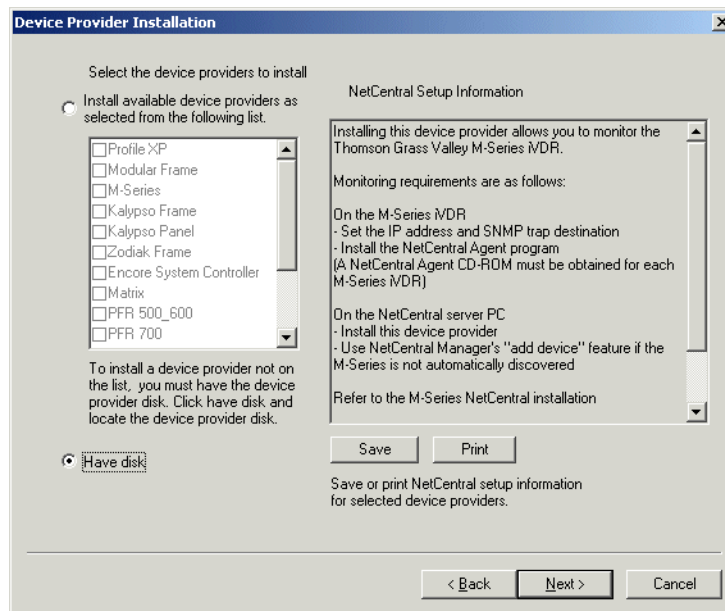 Device Provider Installation
Select the device providers to install
Install available device providers as
selected from the following list.
Profile XP
Modular Frame
M-Series
Kalypso Frame
Kalypso Panel
Zodiak Frame
Encore System Controller
Matrix
PFR 500_600
PFR 700
To install a device provider not on
the list, you must have the device
provider disk. Click have disk and
locate the device provider disk.
Have disk
NetCentral Setup Information
Installing this device provider allows you to monitor the
Thomson Grass Valley M-Series iVDR.
Monitoring requirements are as follows:
On the M-Series iVDR
- Set the IP address and SNMP trap destination
- Install the NetCentral Agent program
(A NetCentral Agent CD-ROM must be obtained for each
M-Series iVDR)
On the NetCentral server PC
- Install this device provider
- Use NetCentral Manager's "add device" feature if the
M-Series is not automatically discovered
Refer to the M-Series NetCentral installation
Save
Print
Save or print NetCentral setup information
for selected device providers.
< Back
Next >
Cancel